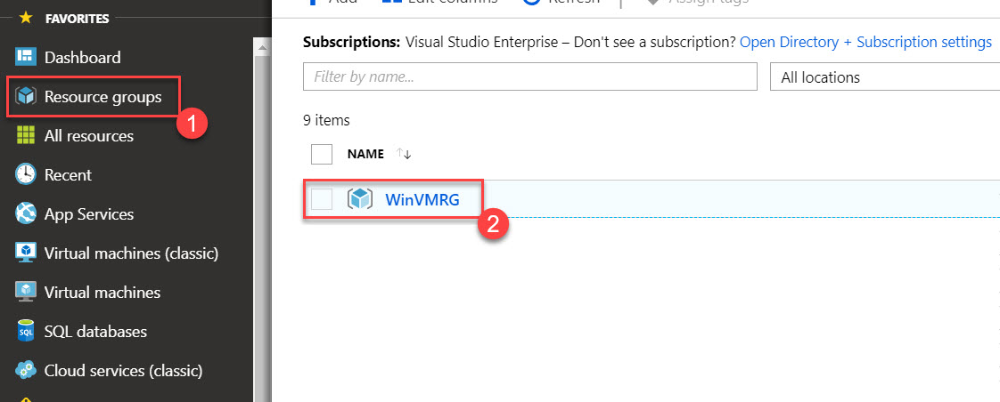 FAVORITES
Dashboard
Resource groups
1
All resources
Recent
App Services
Virtual machines (classic)
Virtual machines
SQL databases
Cloud services (classic)
Add Edit columns Refresh Assign tags
Subscriptions: Visual Studio Enterprise – Don't see a subscription? Open Directory + Subscription settings
Filter by name...
All locations
9 items
NAME
WinVMRG
2